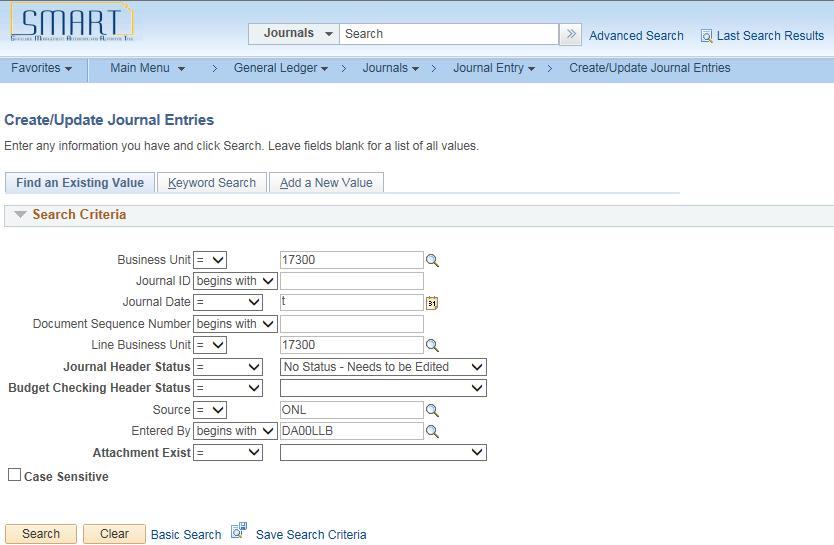 SMART
Journals Search Advanced Search Last Search Results
Favorites Main Menu > General Ledger > Journals > Journal Entry > Create/Update Journal Entries
Create/Update Journal Entries
Enter any information you have and click Search. Leave fields blank for a list of all values.
Find an Existing Value Keyword Search Add a New Value
Search Criteria
Business Unit = 17300
Journal ID begins with
Journal Date = t 31
Document Sequence Number begins with
Line Business Unit = 17300
Journal Header Status = No Status - Needs to be Edited
Budget Checking Header Status =
Source = ONL
Entered By begins with DA00LLB
Attachment Exist =
Case Sensitive
Search Clear Basic Search Save Search Criteria